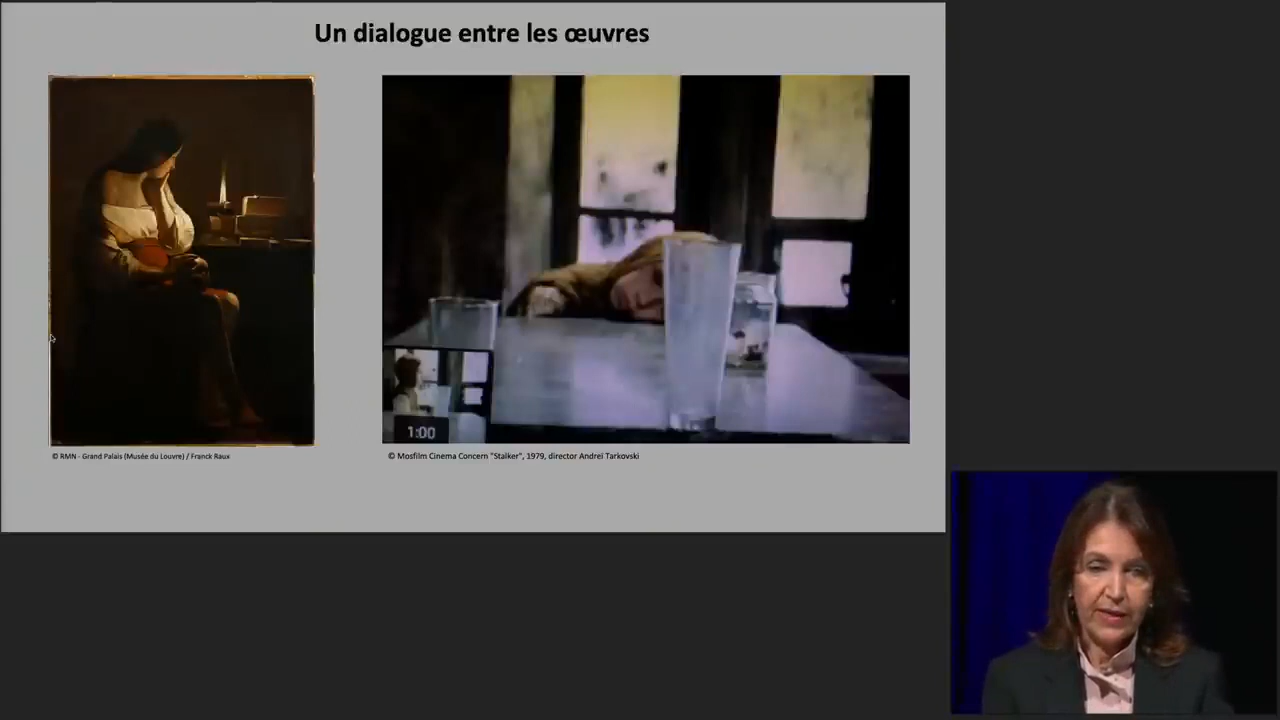 Un dialogue entre les œuvres
1:00
© RMN - Grand Palais (Musée du Louvre) / Franck Raux
© Mosfilm Cinema Concern "Stalker", 1979, director Andreï Tarkovski